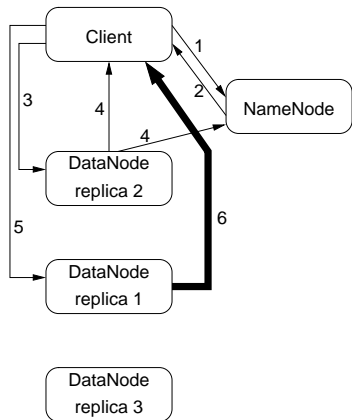 Client
1
2
3
4
4
NameNode
DataNode
replica 2
5
6
DataNode
replica 1
DataNode
replica 3